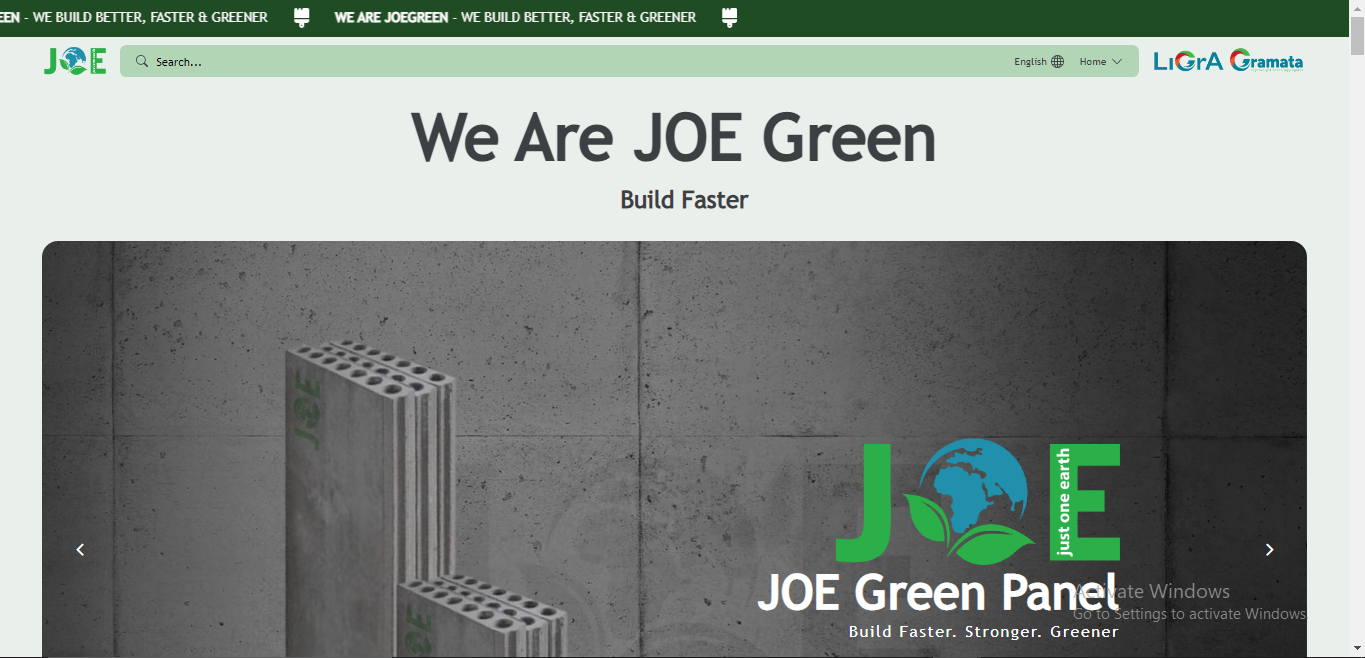 EEN - WE BUILD BETTER, FASTER & GREENER
WE ARE JOEGREEN - WE BUILD BETTER, FASTER & GREENER
JOE
Search...
English
Home
LiGrA
Gramata
We Are JOE Green
Build Faster
JOE
JOE
JOE
just one earth
JOE Green Panel
Build Faster. Stronger. Greener
Activate Windows
Go to Settings to activate Windows.